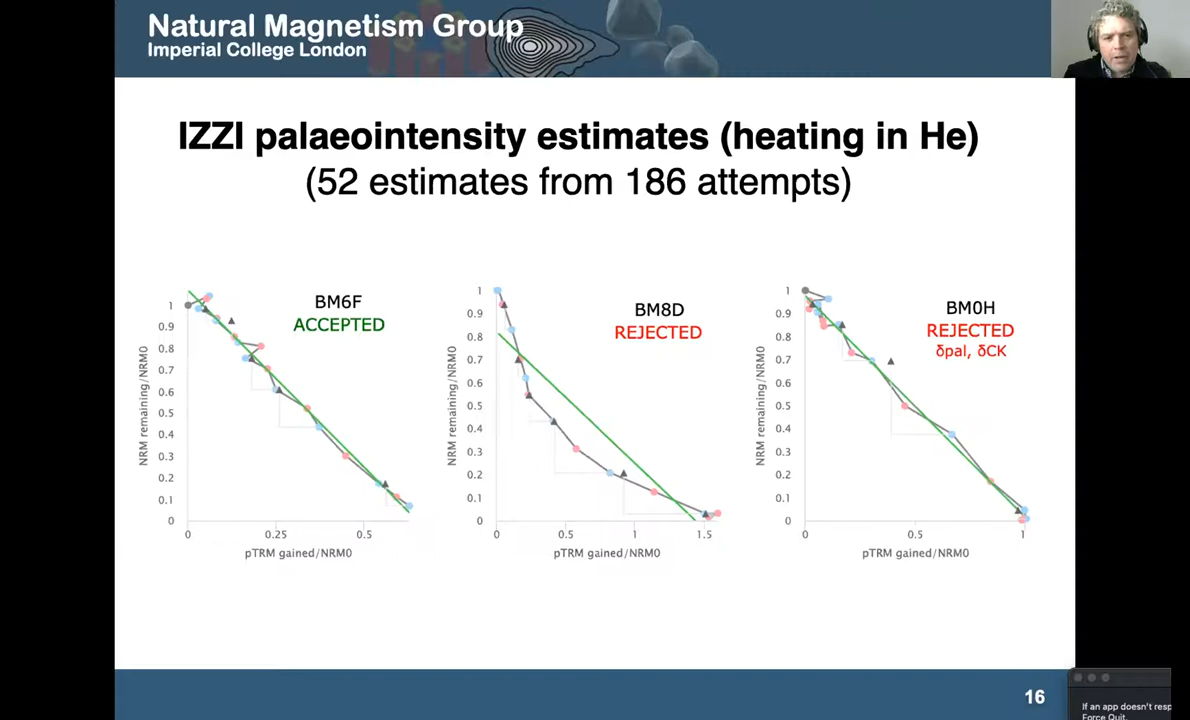 Natural Magnetism Group
Imperial College London
IZZI palaeointensity estimates (heating in He)
(52 estimates from 186 attempts)
BM6F
ACCEPTED
NRM remaining/NRM0
1
0.9
0.8
0.7
0.6
0.5
0.4
0.3
0.2
0.1
0
0
0.25
0.5
pTRM gained/NRM0
BM8D
REJECTED
NRM remaining/NRM0
1
0.9
0.8
0.7
0.6
0.5
0.4
0.3
0.2
0.1
0
0
0.5
1
1.5
pTRM gained/NRM0
BM0H
REJECTED
δpal, δCK
NRM remaining/NRM0
1
0.9
0.8
0.7
0.6
0.5
0.4
0.3
0.2
0.1
0
0
0.5
1
pTRM gained/NRM0
16
If an app doesn't resp
Force Quit.